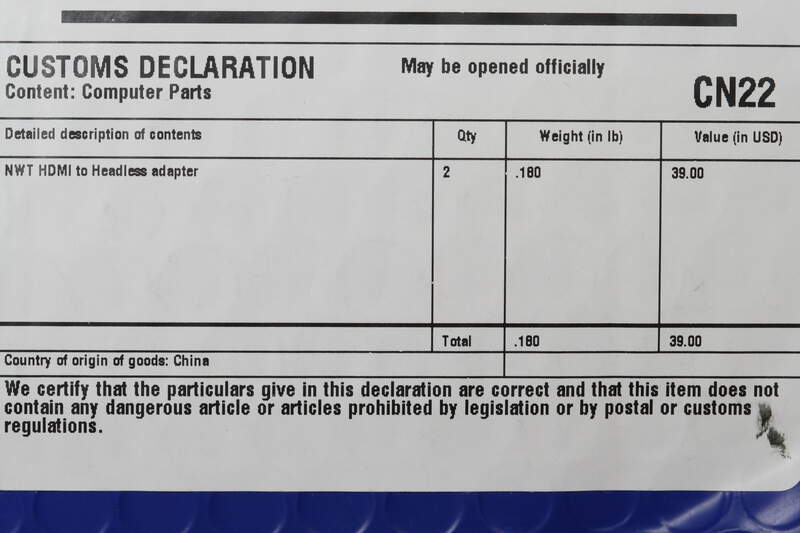 CUSTOMS DECLARATION May be opened officially
Content: Computer Parts CN22
Detailed description of contents Qty Weight (in lb) Value (in USD)
NWT HDMI to Headless adapter 2 .180 39.00
Total .180 39.00
Country of origin of goods: China
We certify that the particulars give in this declaration are correct and that this item does not
contain any dangerous article or articles prohibited by legislation or by postal or customs
regulations.